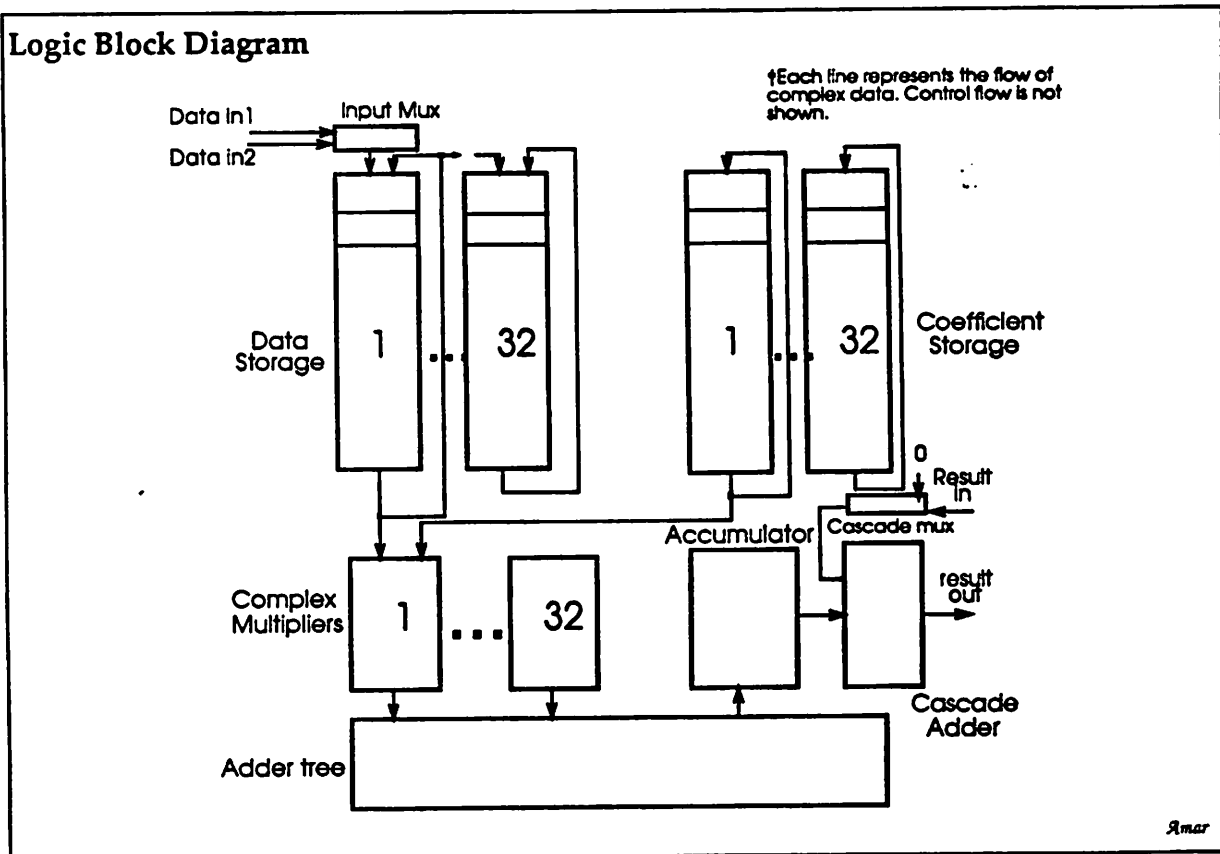 Logic Block Diagram
†Each line represents the flow of
complex data. Control flow is not
shown.
Data in1
Data in2
Input Mux
Data
Storage
1
32
1
32
Coefficient
Storage
0
Result
in
Cascade mux
Accumulator
result
out
Complex
Multipliers
1
32
Cascade
Adder
Adder tree
Amar